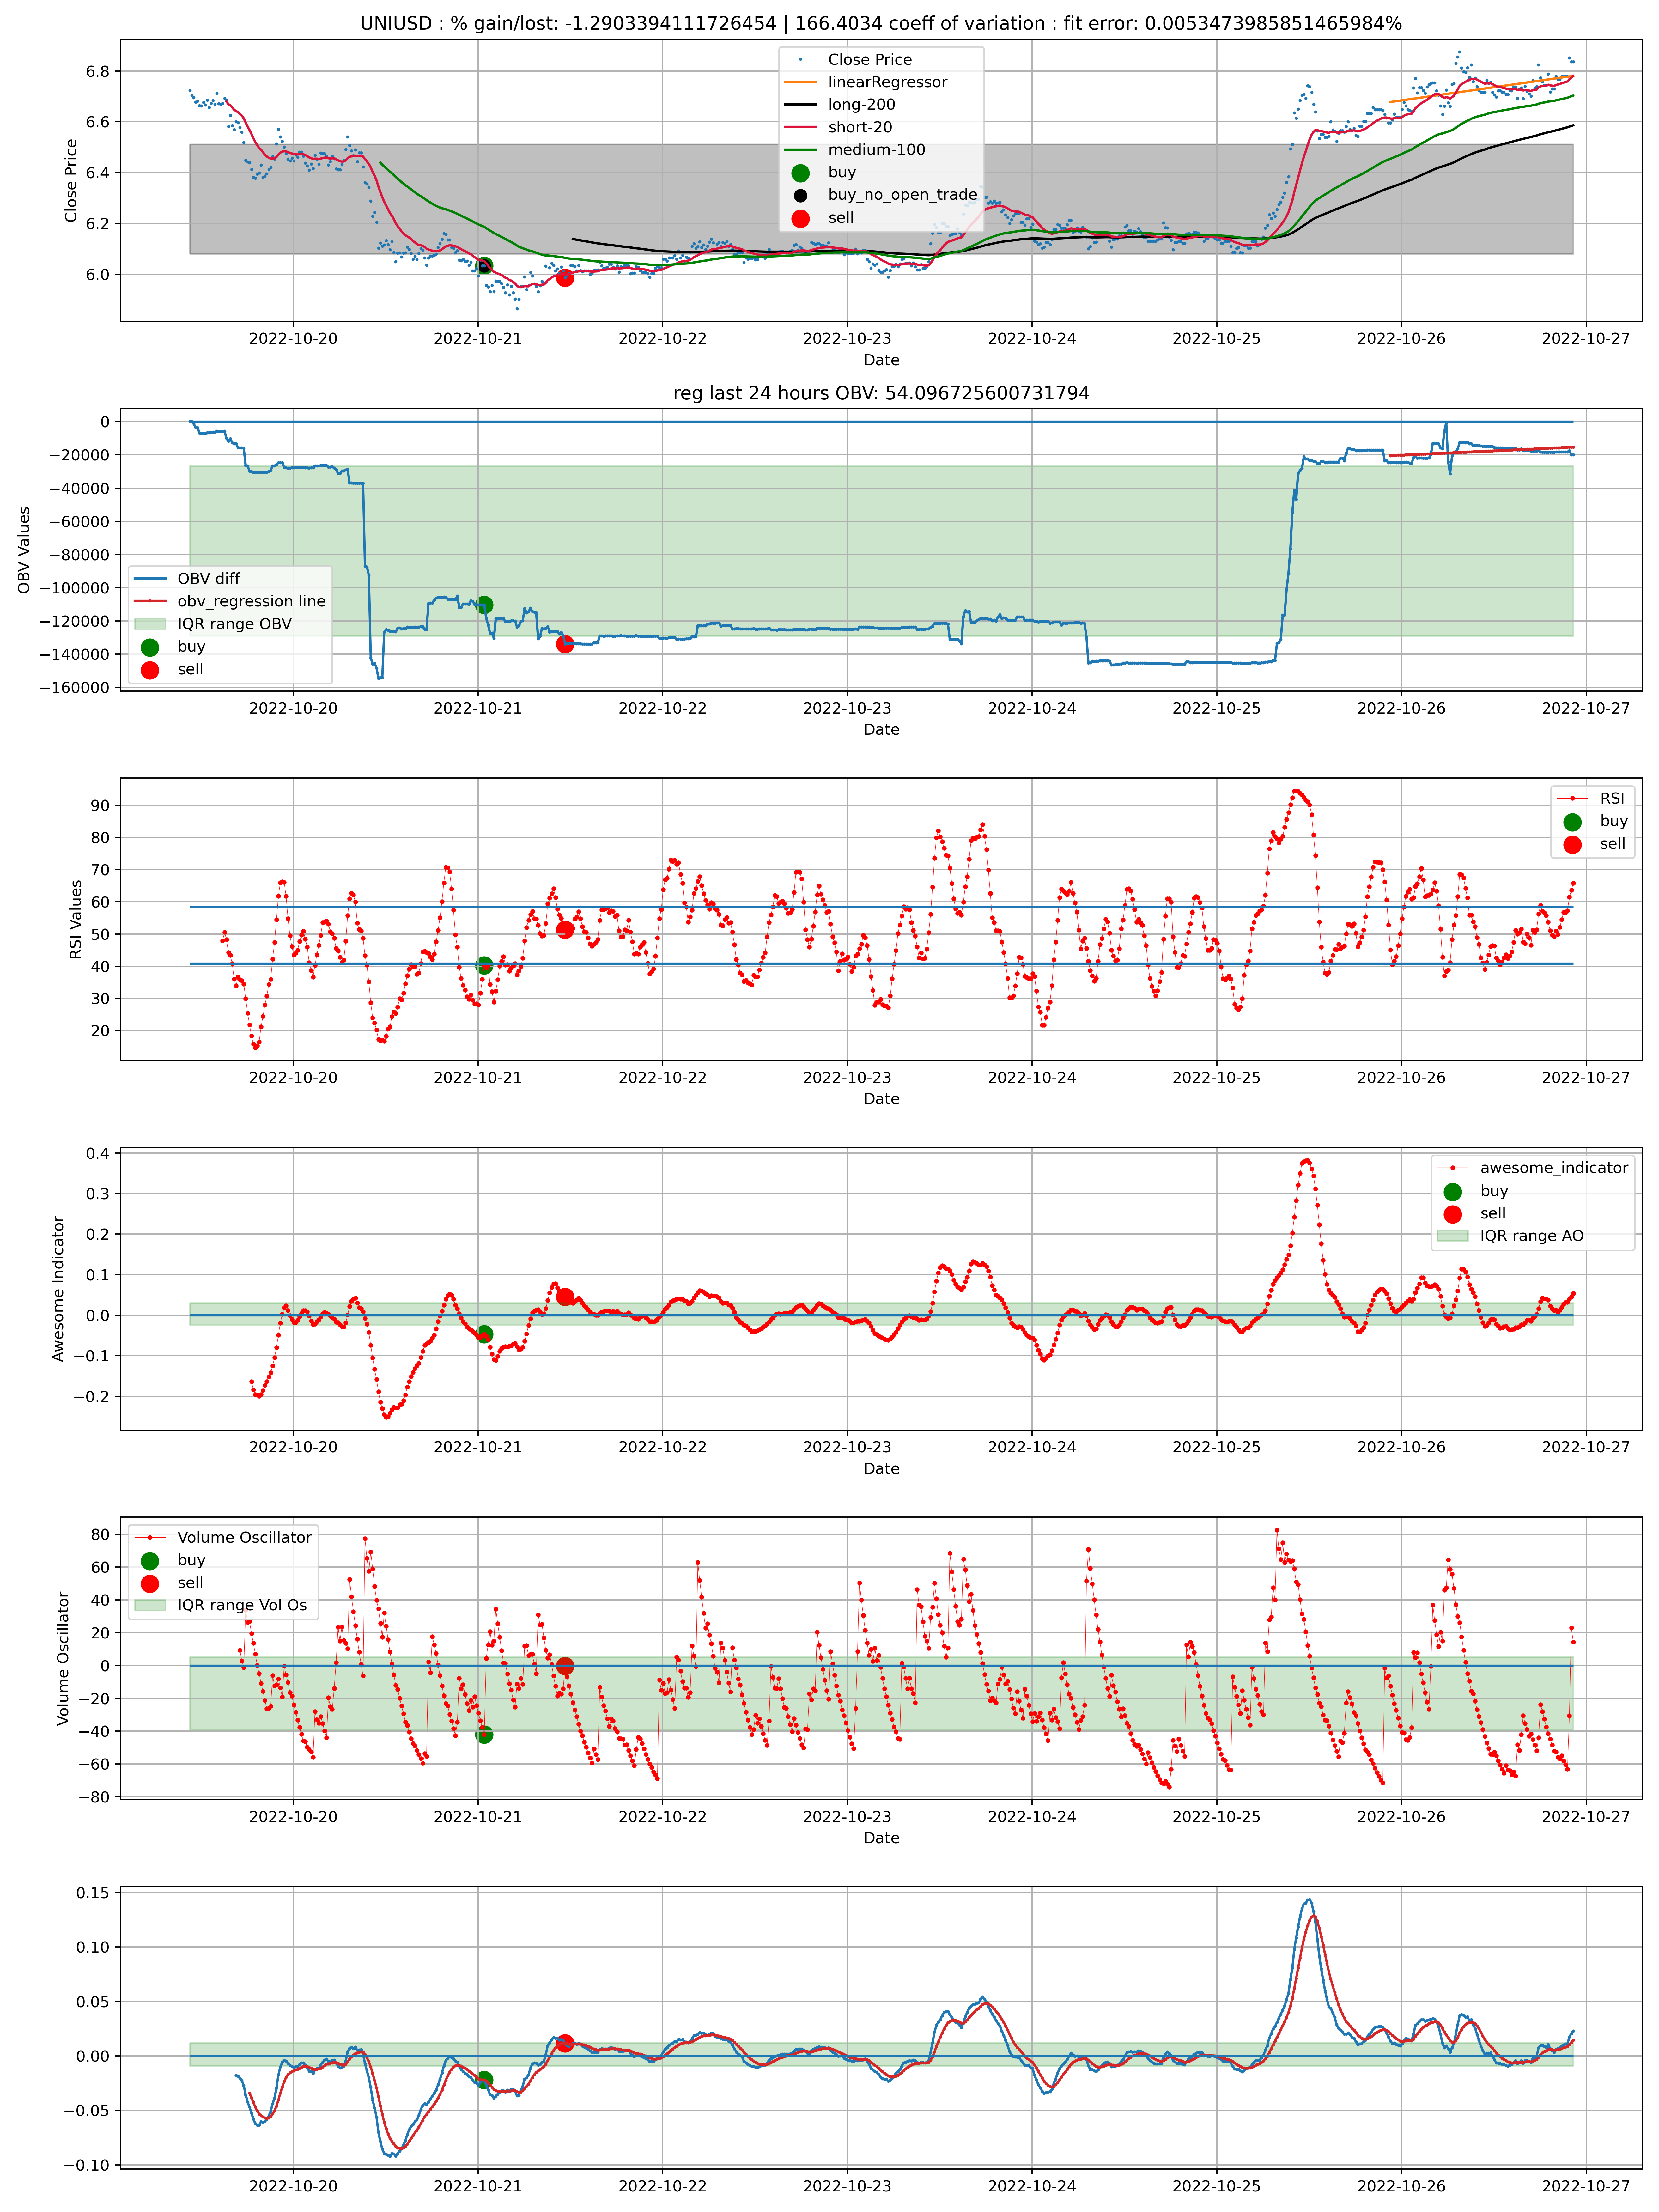 UNIUSD : % gain/lost: -1.2903394111726454 | 166.4034 coeff of variation : fit error: 0.0053473985851465984%
Close Price
6.8
6.6
6.4
6.2
6.0
Close Price
linearRegressor
long-200
short-20
medium-100
buy
buy_no_open_trade
sell
2022-10-20 2022-10-21 2022-10-22 2022-10-23 2022-10-24 2022-10-25 2022-10-26 2022-10-27
Date
reg last 24 hours OBV: 54.096725600731794
OBV Values
0
−20000
−40000
−60000
−80000
−100000
−120000
−140000
−160000
OBV diff
obv_regression line
IQR range OBV
buy
sell
2022-10-20 2022-10-21 2022-10-22 2022-10-23 2022-10-24 2022-10-25 2022-10-26 2022-10-27
Date
RSI Values
90
80
70
60
50
40
30
20
RSI
buy
sell
2022-10-20 2022-10-21 2022-10-22 2022-10-23 2022-10-24 2022-10-25 2022-10-26 2022-10-27
Date
Awesome Indicator
0.4
0.3
0.2
0.1
0.0
−0.1
−0.2
awesome_indicator
buy
sell
IQR range AO
2022-10-20 2022-10-21 2022-10-22 2022-10-23 2022-10-24 2022-10-25 2022-10-26 2022-10-27
Date
Volume Oscillator
80
60
40
20
0
−20
−40
−60
−80
Volume Oscillator
buy
sell
IQR range Vol Os
2022-10-20 2022-10-21 2022-10-22 2022-10-23 2022-10-24 2022-10-25 2022-10-26 2022-10-27
Date
0.15
0.10
0.05
0.00
−0.05
−0.10
2022-10-20 2022-10-21 2022-10-22 2022-10-23 2022-10-24 2022-10-25 2022-10-26 2022-10-27